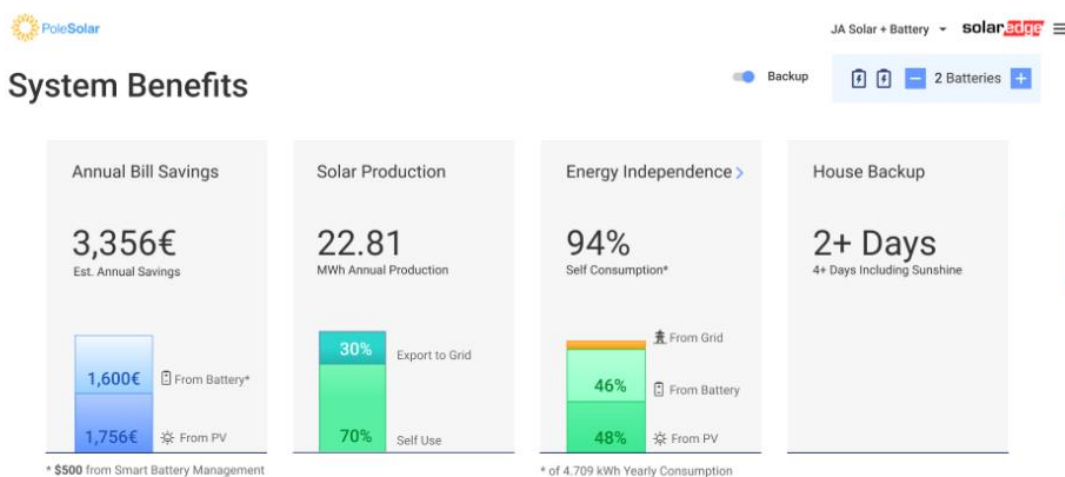 PoleSolar
JA Solar + Battery
solaredge
System Benefits
Backup
2 Batteries
Annual Bill Savings
3,356€
Est. Annual Savings
1,600€
From Battery*
1,756€
From PV
* $500 from Smart Battery Management
Solar Production
22.81
MWh Annual Production
30%
Export to Grid
70%
Self Use
Energy Independence
94%
Self Consumption*
From Grid
46%
From Battery
48%
From PV
* of 4.709 kWh Yearly Consumption
House Backup
2+ Days
4+ Days Including Sunshine